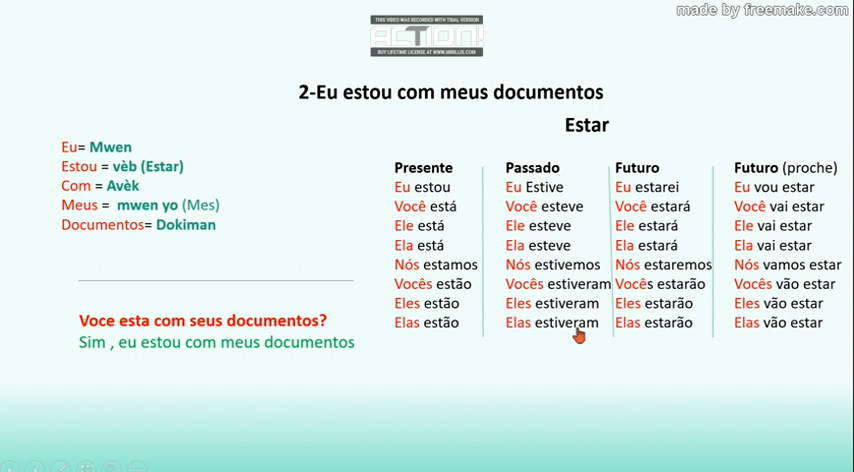 made by freemake.com
THIS VIDEO WAS RECORDED WITH TRIAL VERSION
ACTION!
BUY LIFETIME LICENSE AT WWW.MIRILLIS.COM
2-Eu estou com meus documentos
Estar
Eu= Mwen
Estou = vèb (Estar)
Com = Avèk
Meus = mwen yo (Mes)
Documentos= Dokiman
Voce esta com seus documentos?
Sim , eu estou com meus documentos
Presente
Eu estou
Você está
Ele está
Ela está
Nós estamos
Vocês estão
Eles estão
Elas estão
Passado
Eu Estive
Você esteve
Ele esteve
Ela esteve
Nós estivemos
Vocês estiveram
Eles estiveram
Elas estiveram
Futuro
Eu estarei
Você estará
Ele estará
Ela estará
Nós estaremos
Vocês estarão
Eles estarão
Elas estarão
Futuro (proche)
Eu vou estar
Você vai estar
Ele vai estar
Ela vai estar
Nós vamos estar
Vocês vão estar
Eles vão estar
Elas vão estar